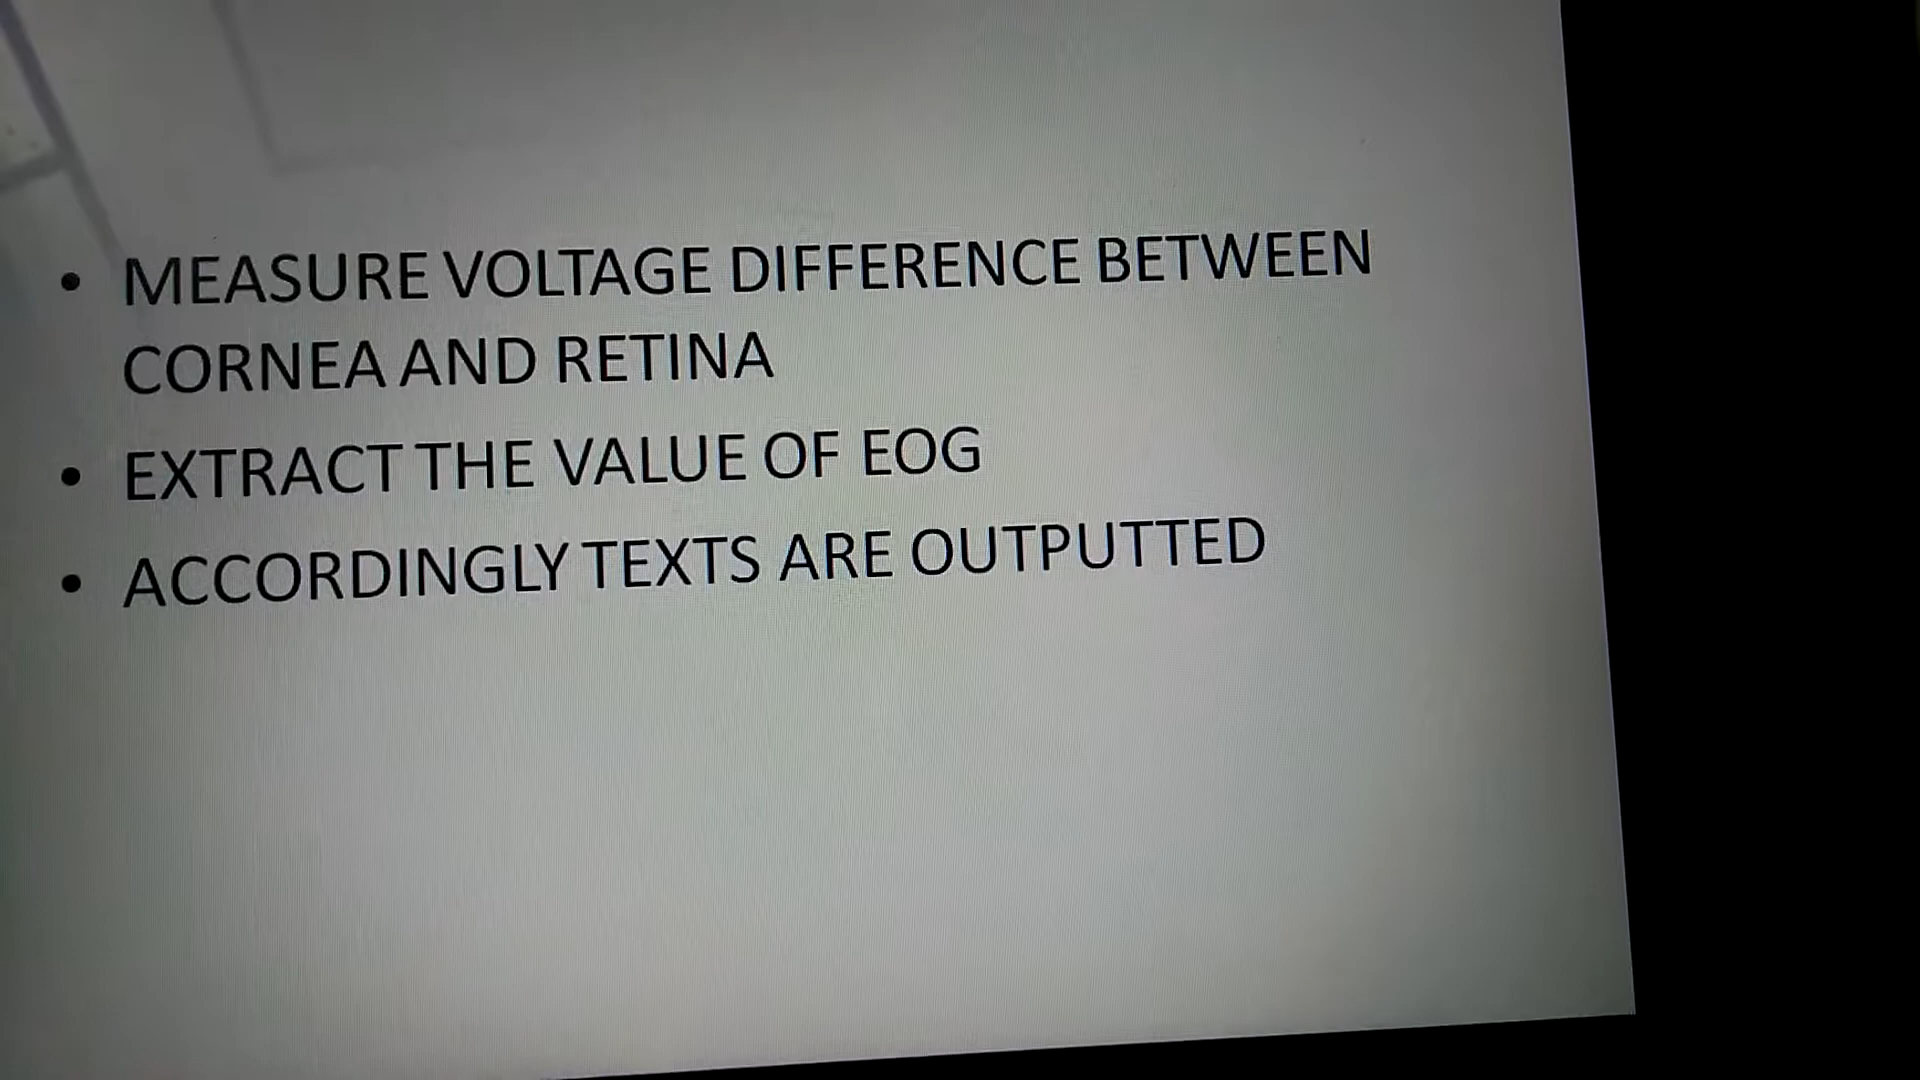 • MEASURE VOLTAGE DIFFERENCE BETWEEN
CORNEA AND RETINA
• EXTRACT THE VALUE OF EOG
• ACCORDINGLY TEXTS ARE OUTPUTTED